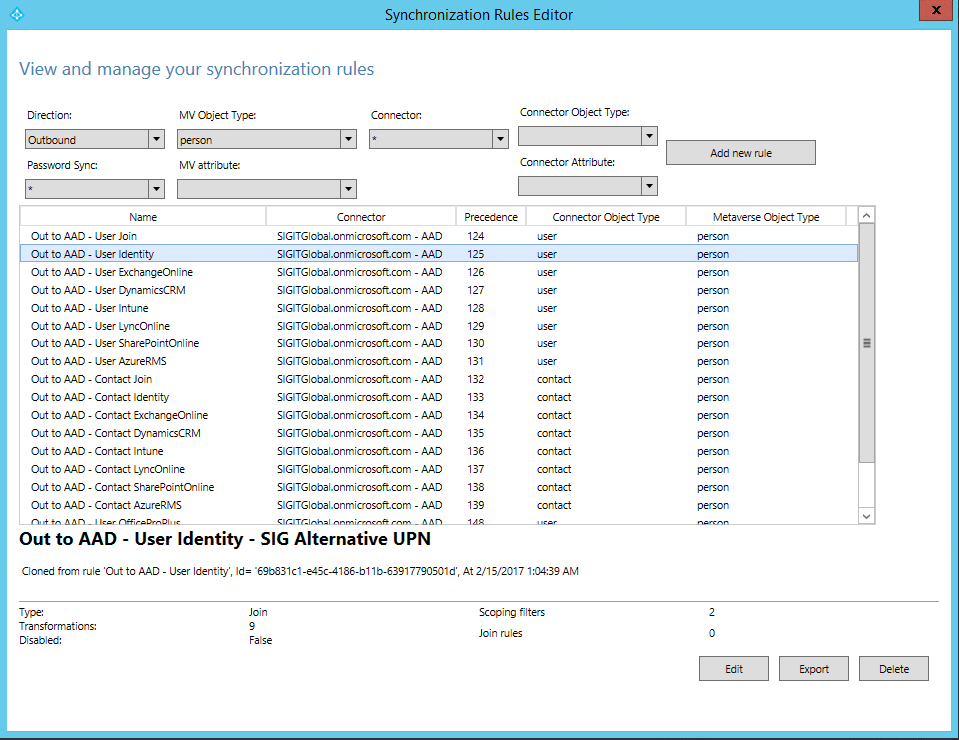 Synchronization Rules Editor
X
View and manage your synchronization rules
Direction: MV Object Type: Connector: Connector Object Type:
Outbound person *
Add new rule
Password Sync: MV attribute: Connector Attribute:
*
Name Connector Precedence Connector Object Type Metaverse Object Type
Out to AAD - User Join SIGITGlobal.onmicrosoft.com - AAD 124 user person
Out to AAD - User Identity SIGITGlobal.onmicrosoft.com - AAD 125 user person
Out to AAD - User ExchangeOnline SIGITGlobal.onmicrosoft.com - AAD 126 user person
Out to AAD - User DynamicsCRM SIGITGlobal.onmicrosoft.com - AAD 127 user person
Out to AAD - User Intune SIGITGlobal.onmicrosoft.com - AAD 128 user person
Out to AAD - User LyncOnline SIGITGlobal.onmicrosoft.com - AAD 129 user person
Out to AAD - User SharePointOnline SIGITGlobal.onmicrosoft.com - AAD 130 user person
Out to AAD - User AzureRMS SIGITGlobal.onmicrosoft.com - AAD 131 user person
Out to AAD - Contact Join SIGITGlobal.onmicrosoft.com - AAD 132 contact person
Out to AAD - Contact Identity SIGITGlobal.onmicrosoft.com - AAD 133 contact person
Out to AAD - Contact ExchangeOnline SIGITGlobal.onmicrosoft.com - AAD 134 contact person
Out to AAD - Contact DynamicsCRM SIGITGlobal.onmicrosoft.com - AAD 135 contact person
Out to AAD - Contact Intune SIGITGlobal.onmicrosoft.com - AAD 136 contact person
Out to AAD - Contact LyncOnline SIGITGlobal.onmicrosoft.com - AAD 137 contact person
Out to AAD - Contact SharePointOnline SIGITGlobal.onmicrosoft.com - AAD 138 contact person
Out to AAD - Contact AzureRMS SIGITGlobal.onmicrosoft.com - AAD 139 contact person
Out to AAD - User OfficeProPlus SIGITGlobal.onmicrosoft.com - AAD 148 user person
Out to AAD - User Identity - SIG Alternative UPN
Cloned from rule 'Out to AAD - User Identity', Id= '69b831c1-e45c-4186-b11b-63917790501d', At 2/15/2017 1:04:39 AM
Type: Join Scoping filters 2
Transformations: 9
Join rules 0
Disabled: False
Edit Export Delete